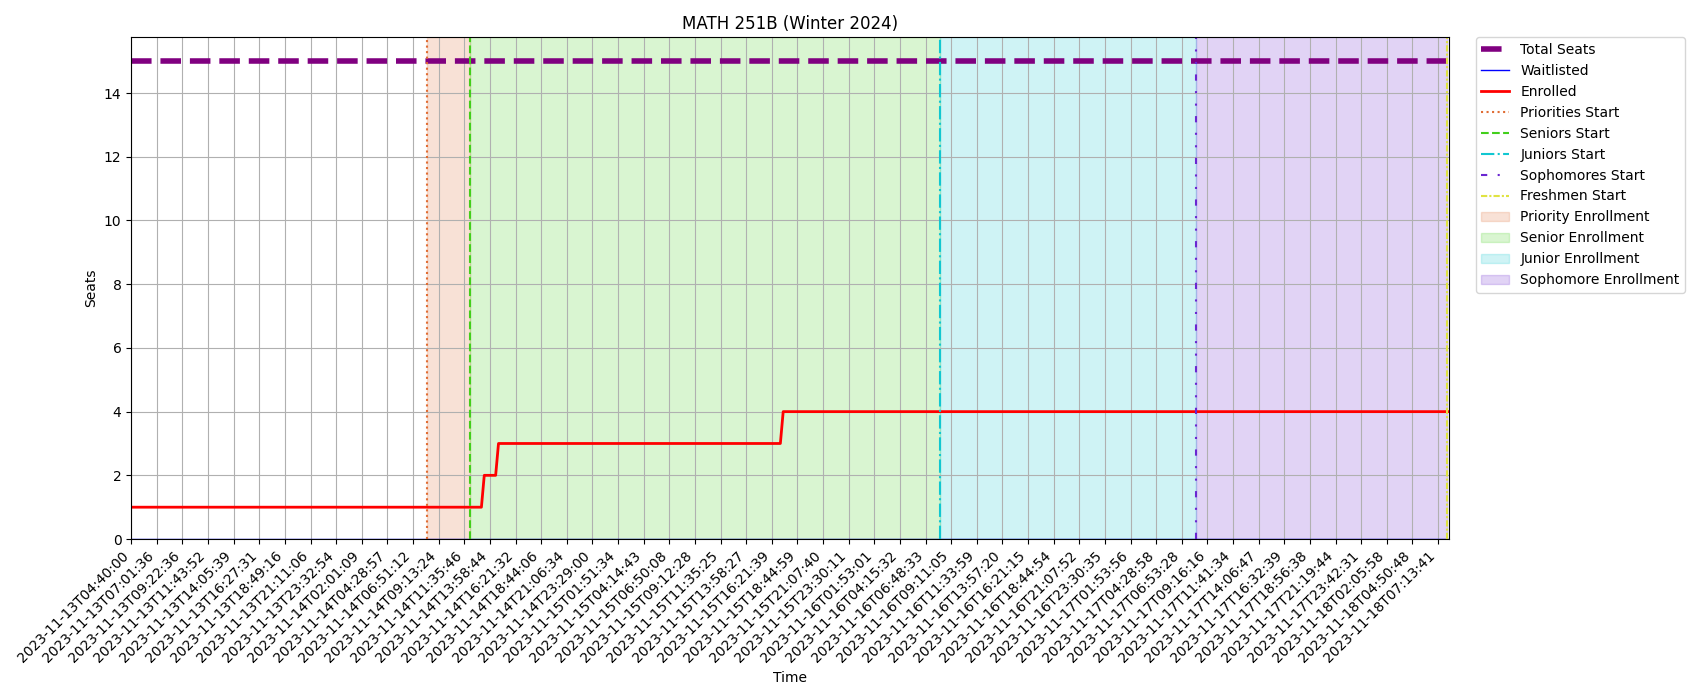 MATH 251B (Winter 2024)
Total Seats
Waitlisted
Enrolled
Priorities Start
Seniors Start
Juniors Start
Sophomores Start
Freshmen Start
Priority Enrollment
Senior Enrollment
Junior Enrollment
Sophomore Enrollment
Seats
14
12
10
8
6
4
2
0
2023-11-13T04:40:00
2023-11-13T07:01:36
2023-11-13T09:22:36
2023-11-13T11:43:52
2023-11-13T14:05:39
2023-11-13T16:27:31
2023-11-13T18:49:16
2023-11-13T21:11:06
2023-11-13T23:32:54
2023-11-14T02:01:09
2023-11-14T04:28:57
2023-11-14T06:51:12
2023-11-14T09:13:24
2023-11-14T11:35:46
2023-11-14T13:58:44
2023-11-14T16:21:32
2023-11-14T18:44:06
2023-11-14T21:06:34
2023-11-14T23:29:00
2023-11-15T01:51:34
2023-11-15T04:14:43
2023-11-15T06:50:08
2023-11-15T09:12:28
2023-11-15T11:35:25
2023-11-15T13:58:27
2023-11-15T16:21:39
2023-11-15T18:44:59
2023-11-15T21:07:40
2023-11-15T23:30:11
2023-11-16T01:53:01
2023-11-16T04:15:32
2023-11-16T06:48:33
2023-11-16T09:11:05
2023-11-16T11:33:59
2023-11-16T13:57:20
2023-11-16T16:21:15
2023-11-16T18:44:54
2023-11-16T21:07:52
2023-11-16T23:30:35
2023-11-17T01:53:56
2023-11-17T04:28:58
2023-11-17T06:53:28
2023-11-17T09:16:16
2023-11-17T11:41:34
2023-11-17T14:06:47
2023-11-17T16:32:39
2023-11-17T18:56:38
2023-11-17T21:19:44
2023-11-17T23:42:31
2023-11-18T02:05:58
2023-11-18T04:50:48
2023-11-18T07:13:41
Time